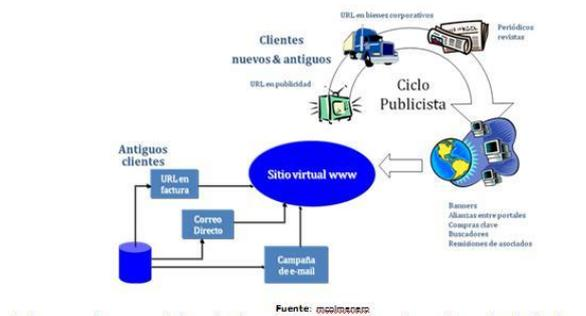 URL en bienes corporativos
Periódicos
revistas
Clientes
nuevos & antiguos
URL en publicidad
Ciclo
Publicista
Antiguos
clientes
URL en
factura
Sitio virtual www
Correo
Directo
Campaña
de e-mail
Banners
Alianzas entre portales
Compras clave
Buscadores
Remisiones de asociados
Fuente: mcolmenero